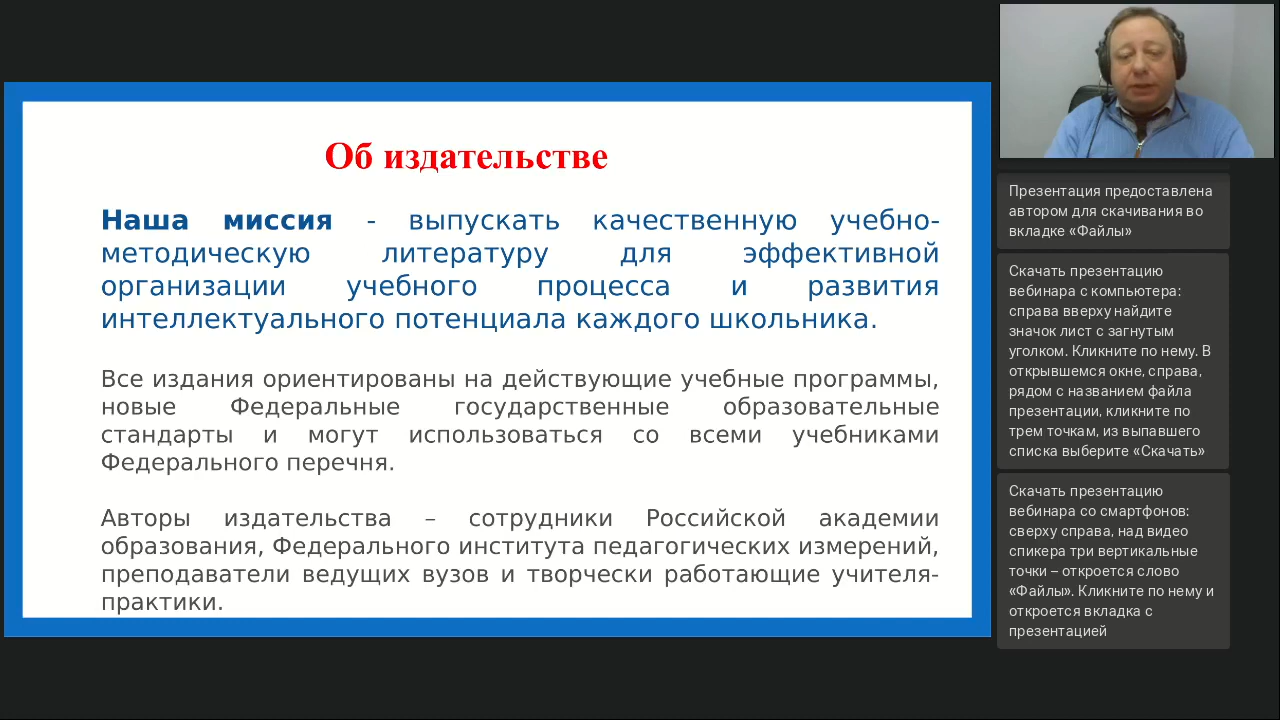 Об издательстве
Наша миссия - выпускать качественную учебно-
методическую литературу для эффективной
организации учебного процесса и развития
интеллектуального потенциала каждого школьника.
Все издания ориентированы на действующие учебные программы,
новые Федеральные государственные образовательные
стандарты и могут использоваться со всеми учебниками
Федерального перечня.
Авторы издательства – сотрудники Российской академии
образования, Федерального института педагогических измерений,
преподаватели ведущих вузов и творчески работающие учителя-
практики.
Презентация предоставлена
автором для скачивания во
вкладке «Файлы»
Скачать презентацию
вебинара с компьютера:
справа вверху найдите
значок лист с загнутым
уголком. Кликните по нему. В
открывшемся окне, справа,
рядом с названием файла
презентации, кликните по
трем точкам, из выпавшего
списка выберите «Скачать»
Скачать презентацию
вебинара со смартфонов:
сверху справа, над видео
спикера три вертикальные
точки – откроется слово
«Файлы». Кликните по нему и
откроется вкладка с
презентацией